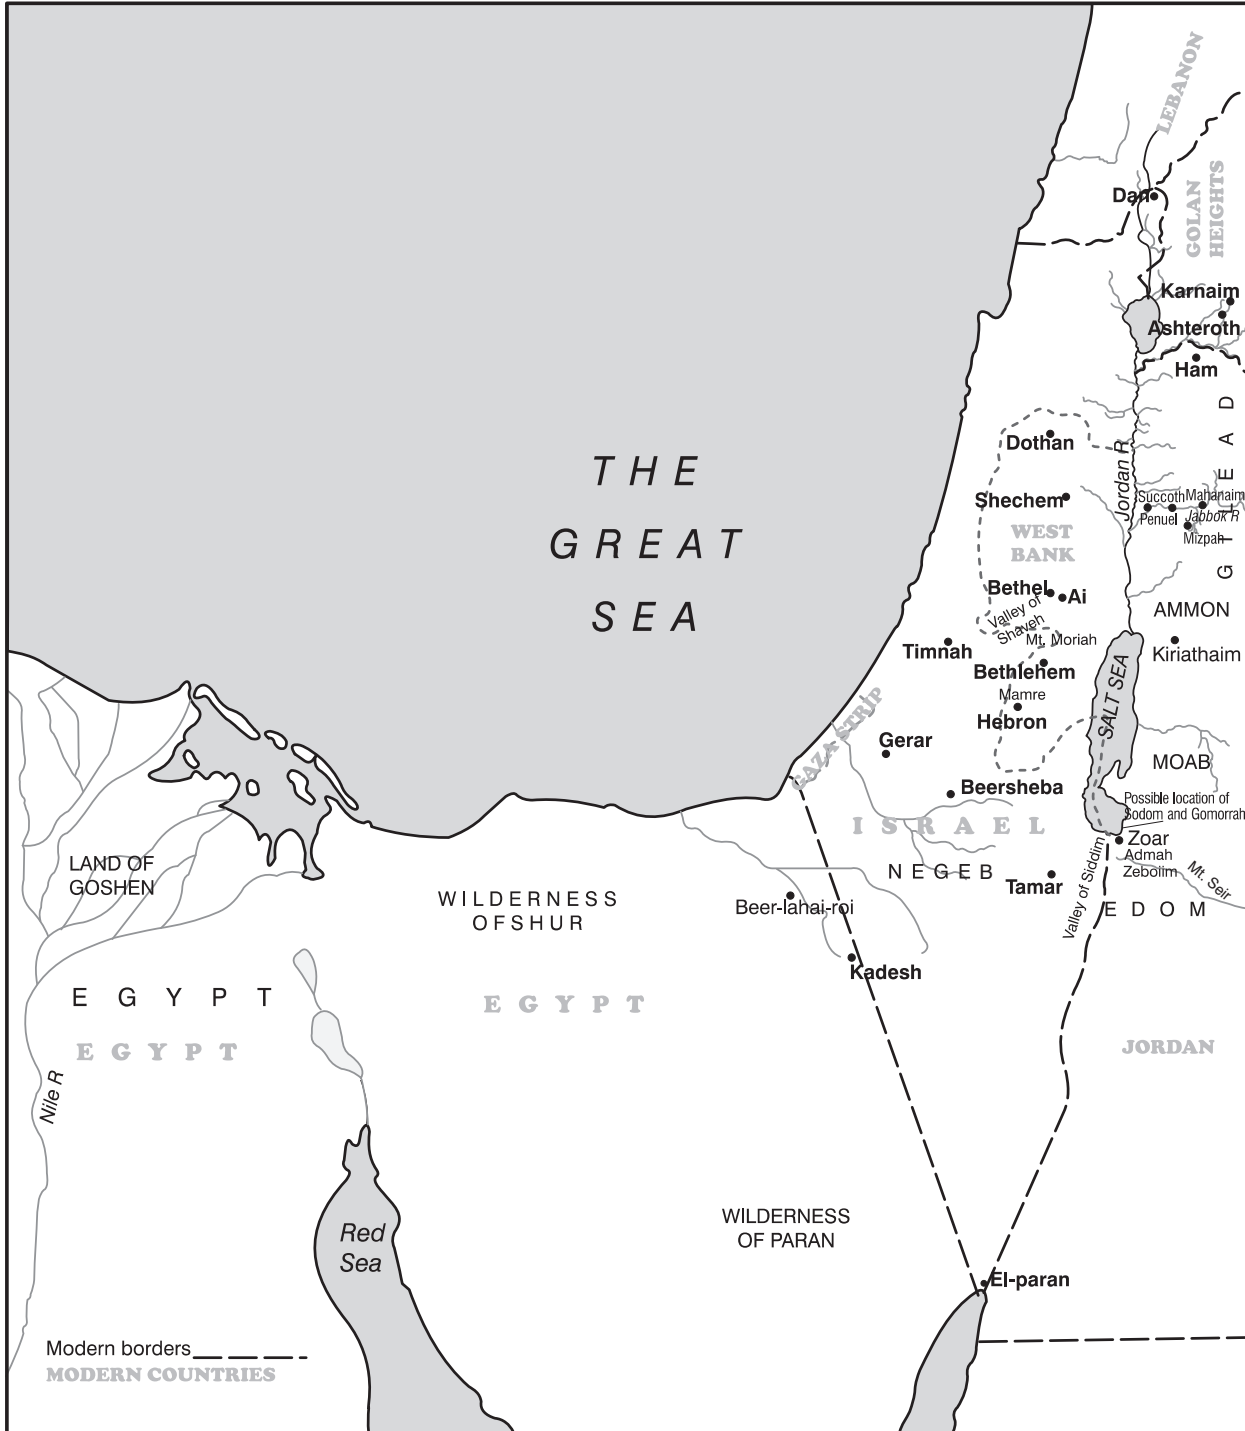 LEBANON
Dan
GOLAN
HEIGHTS
Karnaim
Ashteroth
Ham
GILEAD
Dothan
Jordan R
Shechem
Succoth
Mahanaim
Penuel
Jabbok R
Mizpah
WEST
BANK
Bethel
Ai
Valley of
Shaveh
Mt. Moriah
AMMON
Timnah
Kiriathaim
Bethlehem
Mamre
Hebron
SALT SEA
THE
GREAT
SEA
GAZA STRIP
Gerar
MOAB
Beersheba
Possible location of
Sodom and Gomorrah
ISRAEL
Zoar
Admah
Zeboiim
Mt. Seir
Valley of Siddim
NEGEB
Tamar
EDOM
LAND OF
GOSHEN
WILDERNESS
OFSHUR
Beer-lahai-roi
Kadesh
EGYPT
EGYPT
EGYPT
JORDAN
Nile R
Red
Sea
WILDERNESS
OF PARAN
El-paran
Modern borders
MODERN COUNTRIES